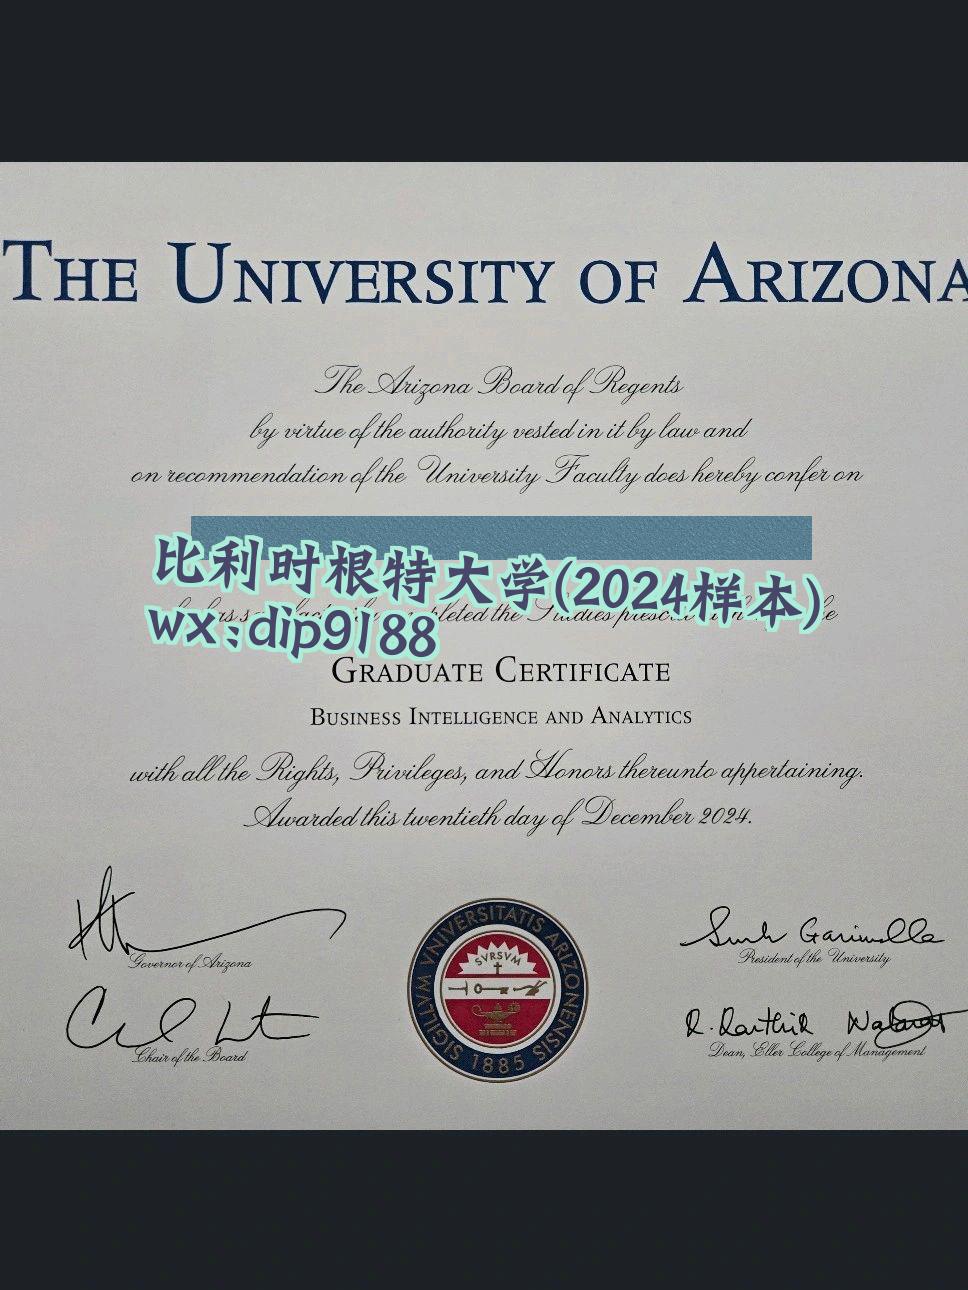 THE UNIVERSITY OF ARIZONA
The Arizona Board of Regents
by virtue of the authority vested in it by law and
on recommendation of the University Faculty does hereby confer on
比利时根特大学(2024样本)
has completed the Studies
wx:dip9188
GRADUATE CERTIFICATE
BUSINESS INTELLIGENCE AND ANALYTICS
with all the Rights, Privileges, and Honors thereunto appertaining.
Awarded this twentieth day of December 2024.
Governor of Arizona
Chair of the Board
SIGILLVM VNIVERSITATIS ARIZONENSIS
SVRSVM
1885
President of the University
Dean, Eller College of Management